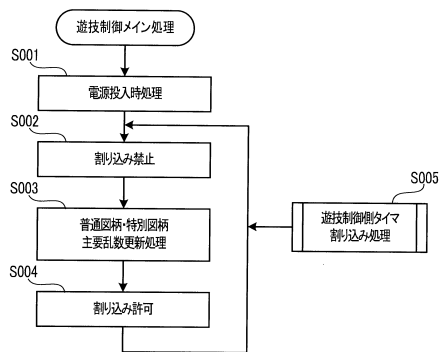 遊技制御メイン処理
S001
電源投入時処理
S002
割り込み禁止
S003
普通図柄・特別図柄
主要乱数更新処理
S004
割り込み許可
S005
遊技制御側タイマ
割り込み処理